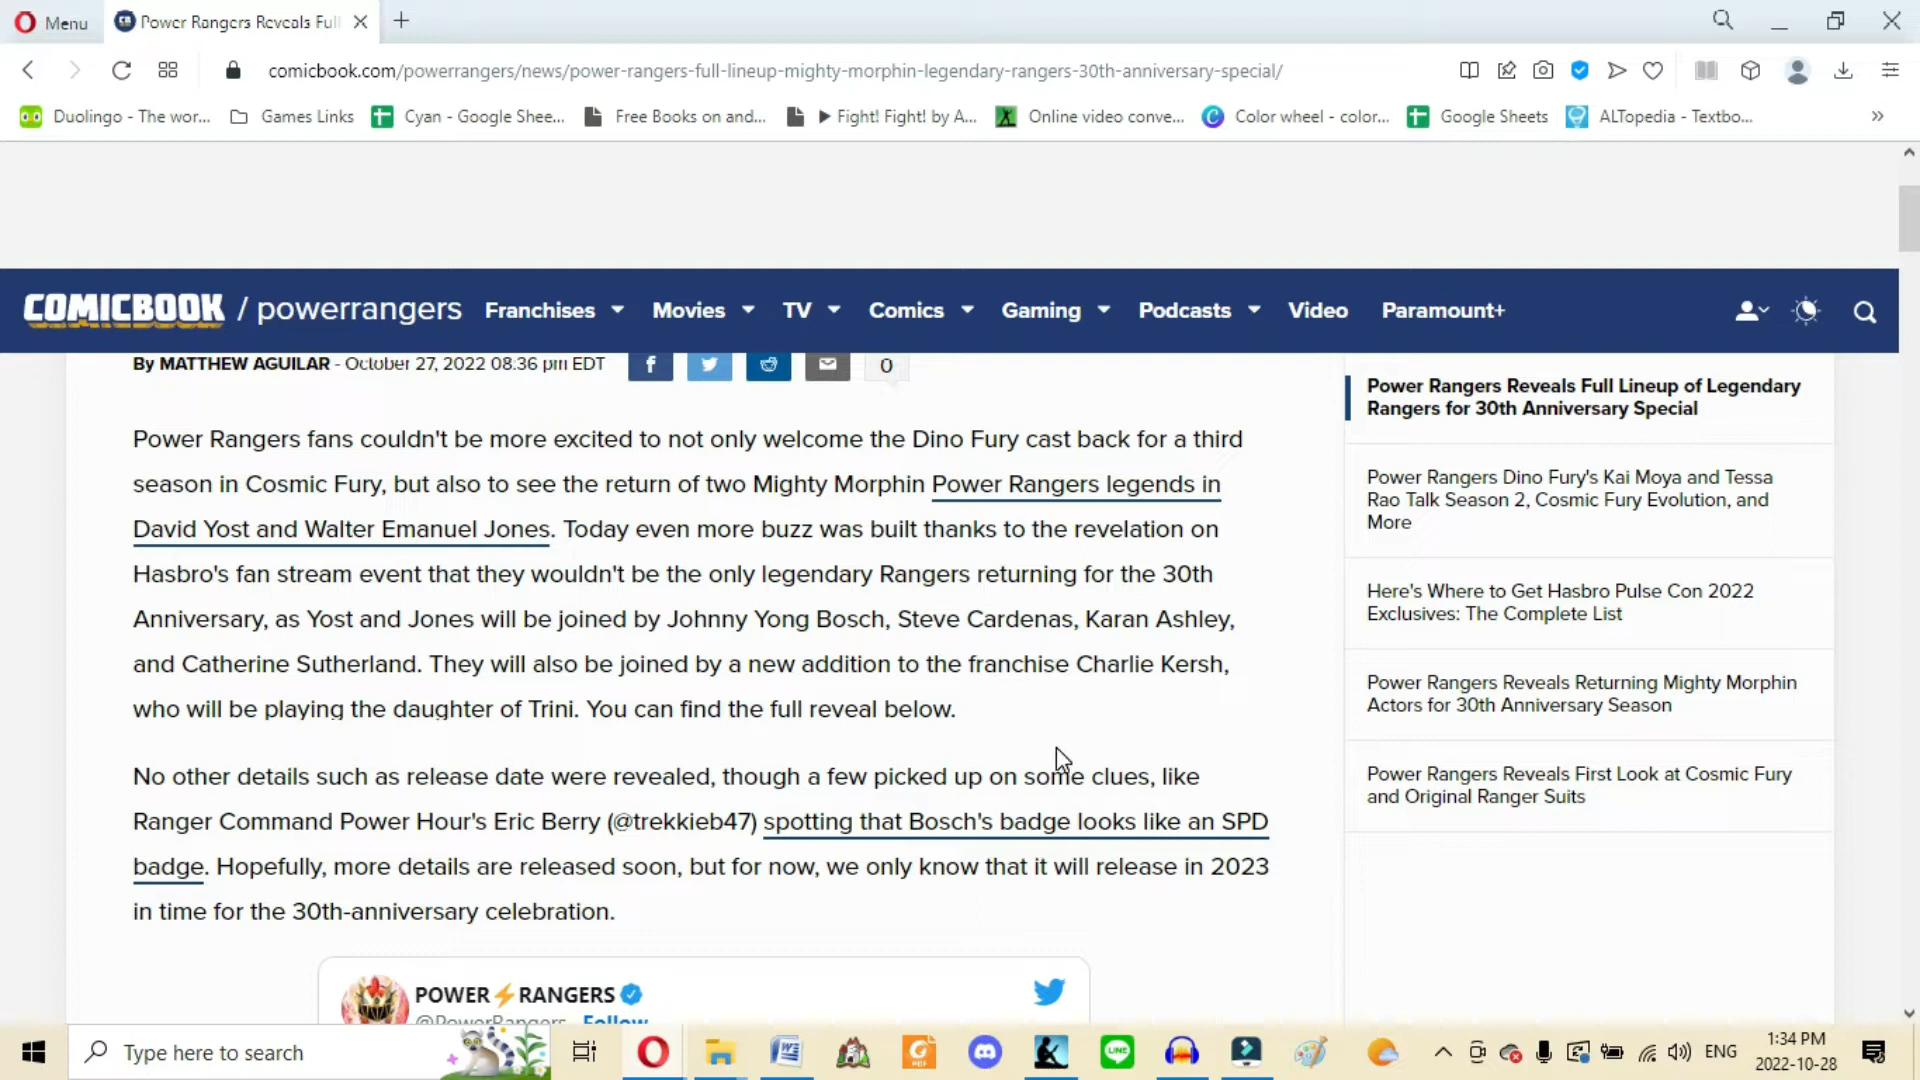 Menu
Power Rangers Reveals Full
comicbook.com/powerrangers/news/power-rangers-full-lineup-mighty-morphin-legendary-rangers-30th-anniversary-special/
Duolingo - The wor...
Games Links
Cyan - Google Shee...
Free Books on and...
▶ Fight! Fight! by A...
Online video conve...
Color wheel - color...
Google Sheets
ALTopedia - Textbo...
»
COMICBOOK / powerrangers
Franchises
Movies
TV
Comics
Gaming
Podcasts
Video
Paramount+
By MATTHEW AGUILAR - October 27, 2022 08:36 pm EDT
0
Power Rangers fans couldn't be more excited to not only welcome the Dino Fury cast back for a third
season in Cosmic Fury, but also to see the return of two Mighty Morphin Power Rangers legends in
David Yost and Walter Emanuel Jones. Today even more buzz was built thanks to the revelation on
Hasbro's fan stream event that they wouldn't be the only legendary Rangers returning for the 30th
Anniversary, as Yost and Jones will be joined by Johnny Yong Bosch, Steve Cardenas, Karan Ashley,
and Catherine Sutherland. They will also be joined by a new addition to the franchise Charlie Kersh,
who will be playing the daughter of Trini. You can find the full reveal below.
No other details such as release date were revealed, though a few picked up on some clues, like
Ranger Command Power Hour's Eric Berry (@trekkieb47) spotting that Bosch's badge looks like an SPD
badge. Hopefully, more details are released soon, but for now, we only know that it will release in 2023
in time for the 30th-anniversary celebration.
POWER⚡RANGERS
@PowerRangers · Follow
Power Rangers Reveals Full Lineup of Legendary
Rangers for 30th Anniversary Special
Power Rangers Dino Fury's Kai Moya and Tessa
Rao Talk Season 2, Cosmic Fury Evolution, and
More
Here's Where to Get Hasbro Pulse Con 2022
Exclusives: The Complete List
Power Rangers Reveals Returning Mighty Morphin
Actors for 30th Anniversary Season
Power Rangers Reveals First Look at Cosmic Fury
and Original Ranger Suits
Type here to search
ENG
1:34 PM
2022-10-28